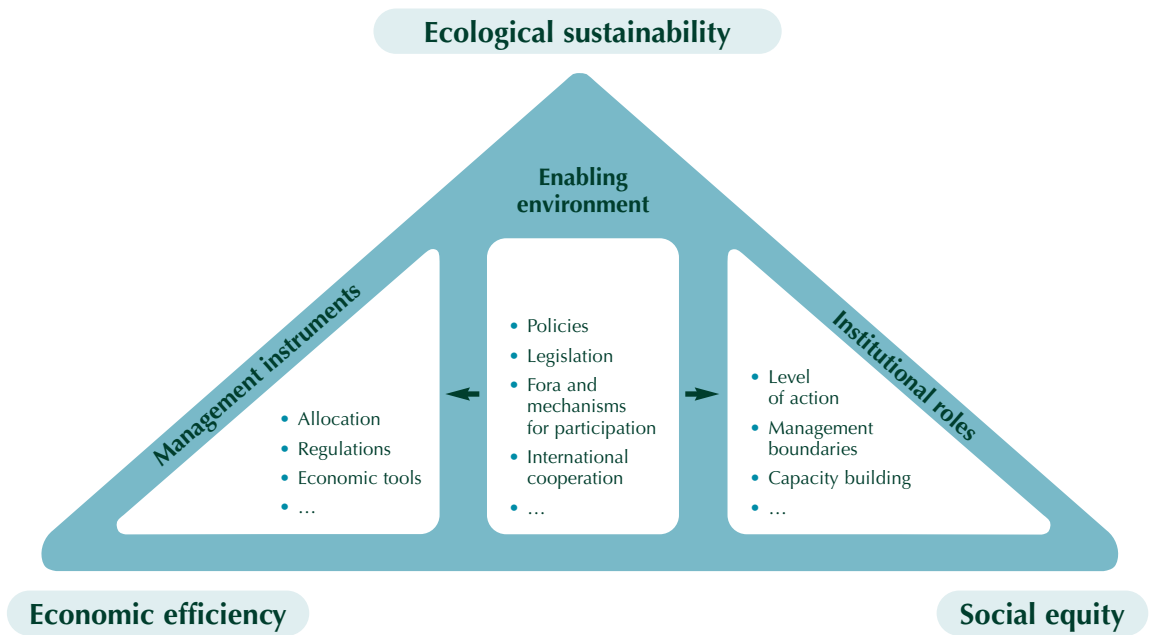 Ecological sustainability
Enabling
environment
Management instruments
• Allocation
• Regulations
• Economic tools
• …
• Policies
• Legislation
• Fora and
mechanisms
for participation
• International
cooperation
• …
Institutional roles
• Level
of action
• Management
boundaries
• Capacity building
• …
Economic efficiency
Social equity